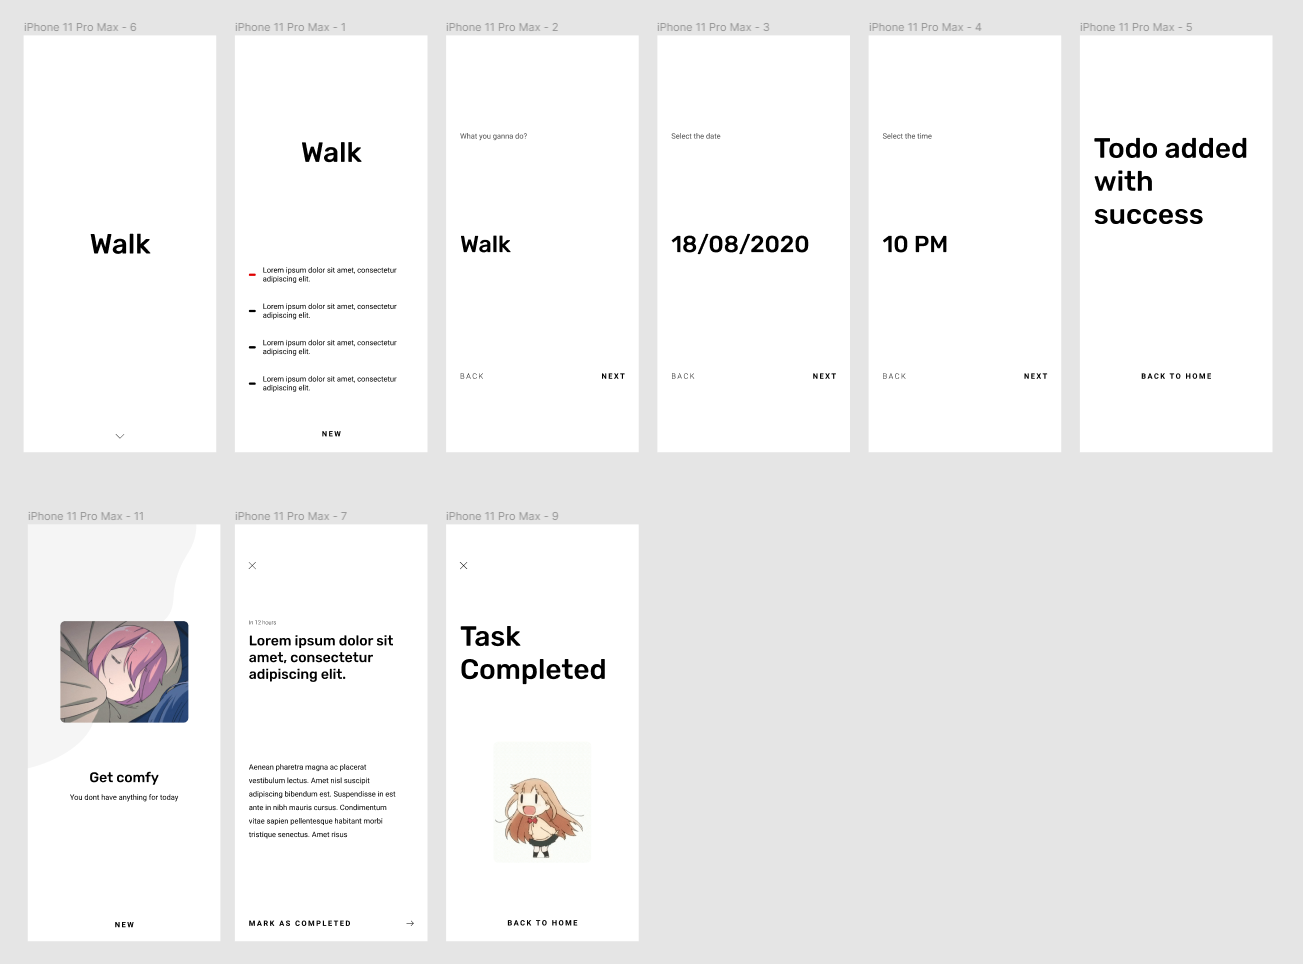 iPhone 11 Pro Max - 6
Walk
iPhone 11 Pro Max - 1
Walk
Lorem ipsum dolor sit amet, consectetur
adipiscing elit.
Lorem ipsum dolor sit amet, consectetur
adipiscing elit.
Lorem ipsum dolor sit amet, consectetur
adipiscing elit.
Lorem ipsum dolor sit amet, consectetur
adipiscing elit.
NEW
iPhone 11 Pro Max - 2
What you ganna do?
Walk
BACK
NEXT
iPhone 11 Pro Max - 3
Select the date
18/08/2020
BACK
NEXT
iPhone 11 Pro Max - 4
Select the time
10 PM
BACK
NEXT
iPhone 11 Pro Max - 5
Todo added
with
success
BACK TO HOME
iPhone 11 Pro Max - 11
Get comfy
You dont have anything for today
NEW
iPhone 11 Pro Max - 7
In 12 hours
Lorem ipsum dolor sit
amet, consectetur
adipiscing elit.
Aenean pharetra magna ac placerat
vestibulum lectus. Amet nisl suscipit
adipiscing bibendum est. Suspendisse in est
ante in nibh mauris cursus. Condimentum
vitae sapien pellentesque habitant morbi
tristique senectus. Amet risus
MARK AS COMPLETED
iPhone 11 Pro Max - 9
Task
Completed
BACK TO HOME